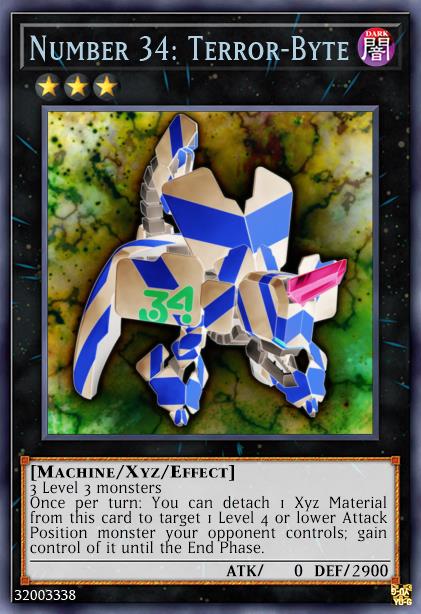 Number 34: Terror-Byte
DARK
闇
34
[Machine/Xyz/Effect]
3 Level 3 monsters
Once per turn: You can detach 1 Xyz Material
from this card to target 1 Level 4 or lower Attack
Position monster your opponent controls; gain
control of it until the End Phase.
ATK/ 0 DEF/2900
32003338